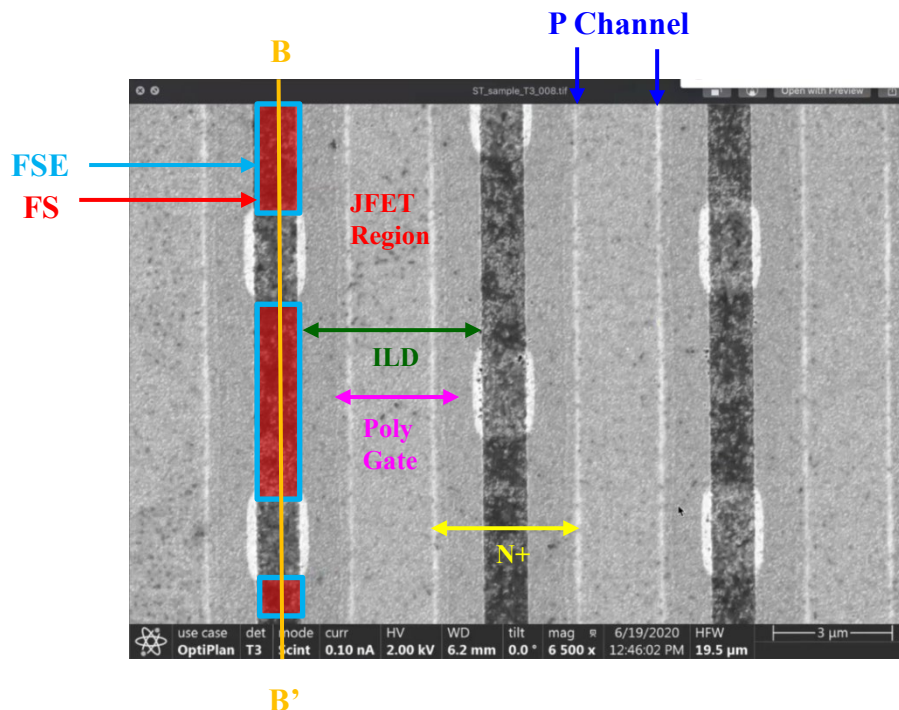 B
P Channel
ST_sample_T3_008.tif
Open with Preview
FSE
FS
JFET
Region
ILD
Poly
Gate
N+
use case det mode curr HV WD tilt mag 6/19/2020 HFW
OptiPlan T3 Scint 0.10 nA 2.00 kV 6.2 mm 0.0 ° 6 500 x 12:46:02 PM 19.5 µm
3 µm
B’